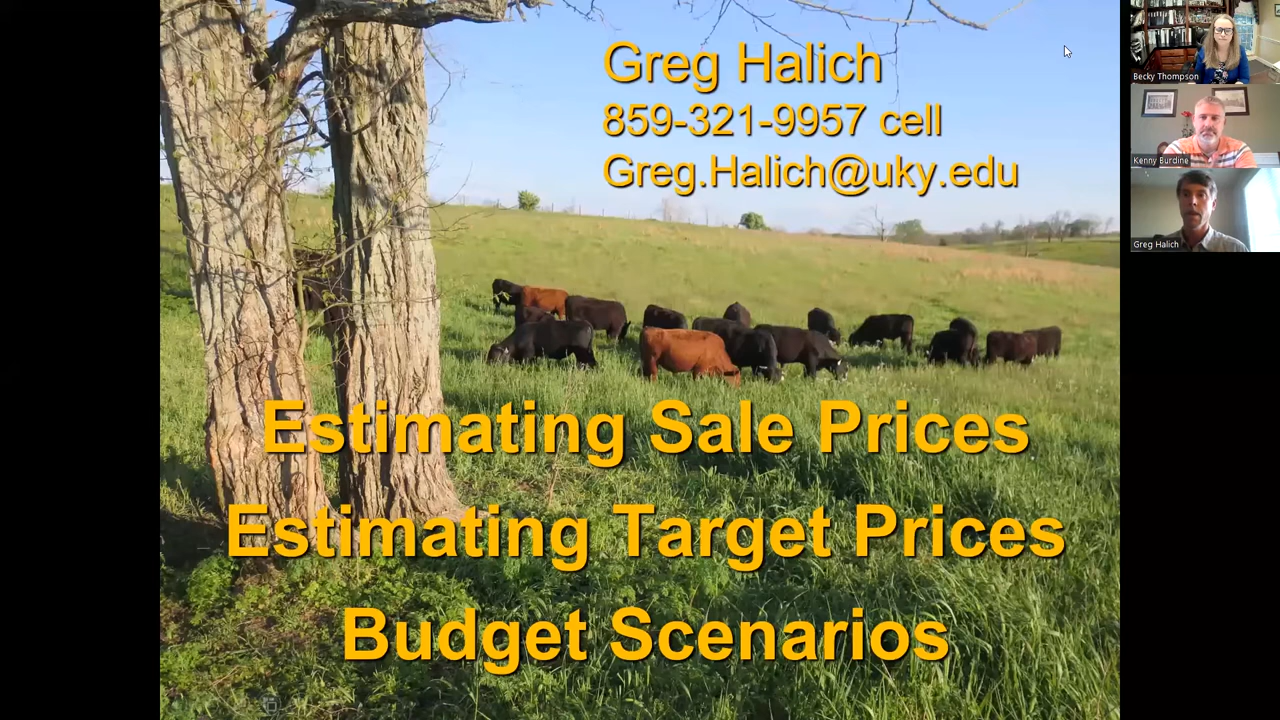 Greg Halich
859-321-9957 cell
Greg.Halich@uky.edu
Estimating Sale Prices
Estimating Target Prices
Budget Scenarios
Becky Thompson
Kenny Burdine
Greg Halich